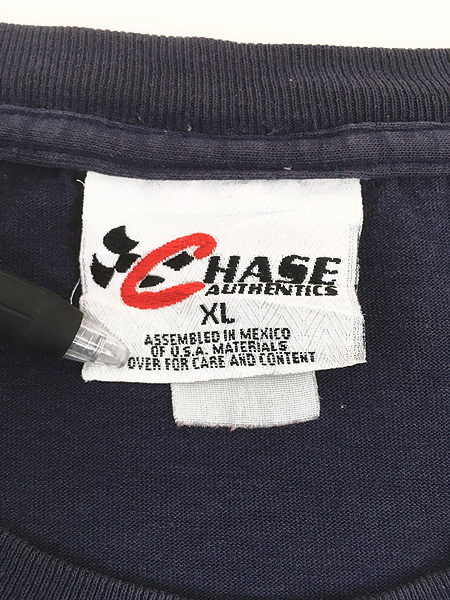 CHASE
AUTHENTICS
XL
ASSEMBLED IN MEXICO
OF U.S.A. MATERIALS
OVER FOR CARE AND CONTENT